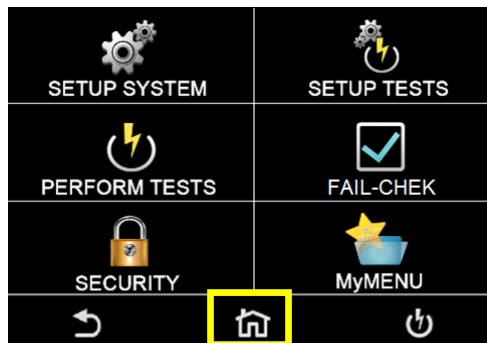 SETUP SYSTEM
SETUP TESTS
PERFORM TESTS
FAIL-CHEK
SECURITY
MyMENU